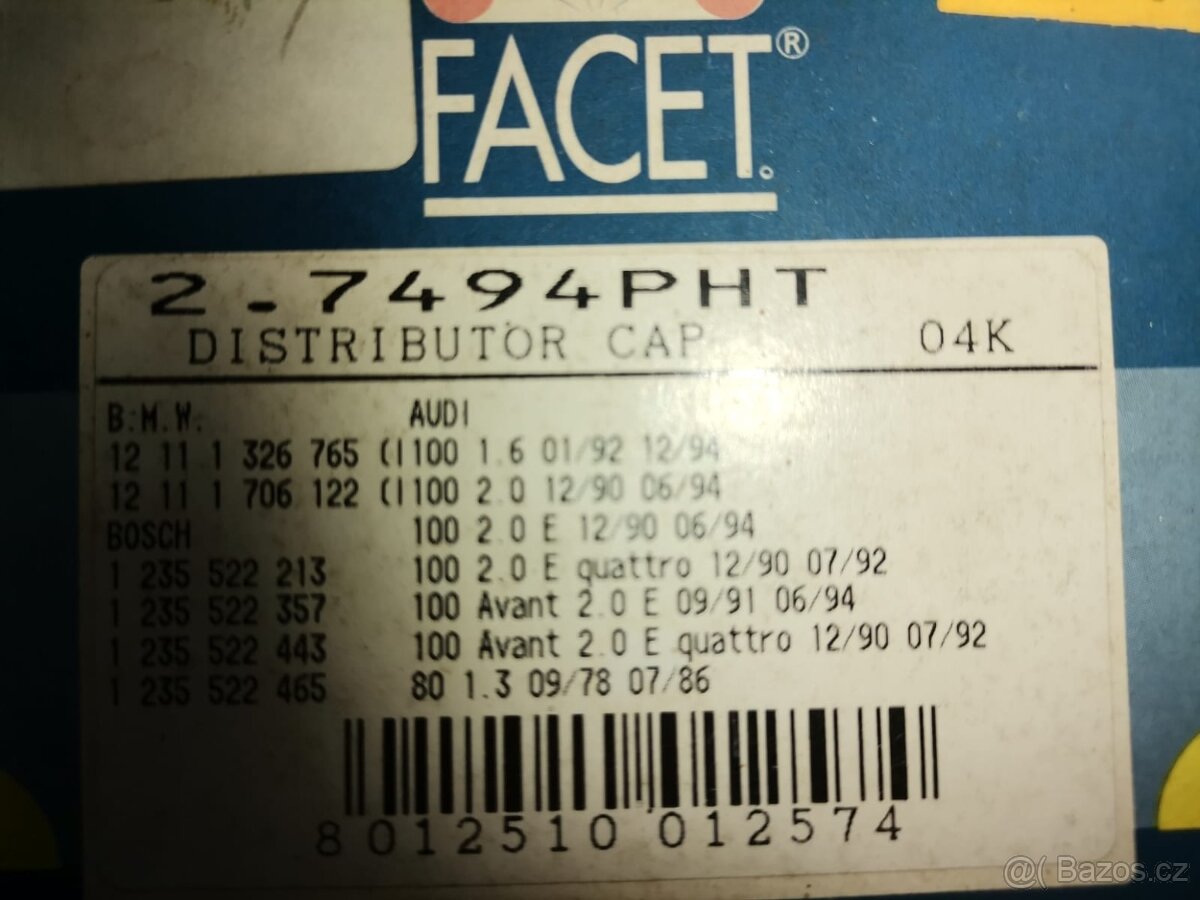 FACET®
2-7494PHT
DISTRIBUTOR CAP 04K
B.M.W. AUDI
12 11 1 326 765 (I 100 1.6 01/92 12/94
12 11 1 706 122 (I 100 2.0 12/90 06/94
BOSCH 100 2.0 E 12/90 06/94
1 235 522 213 100 2.0 E quattro 12/90 07/92
1 235 522 357 100 Avant 2.0 E 09/91 06/94
1 235 522 443 100 Avant 2.0 E quattro 12/90 07/92
1 235 522 465 80 1.3 09/78 07/86
8 012510 012574
@( Bazos.cz